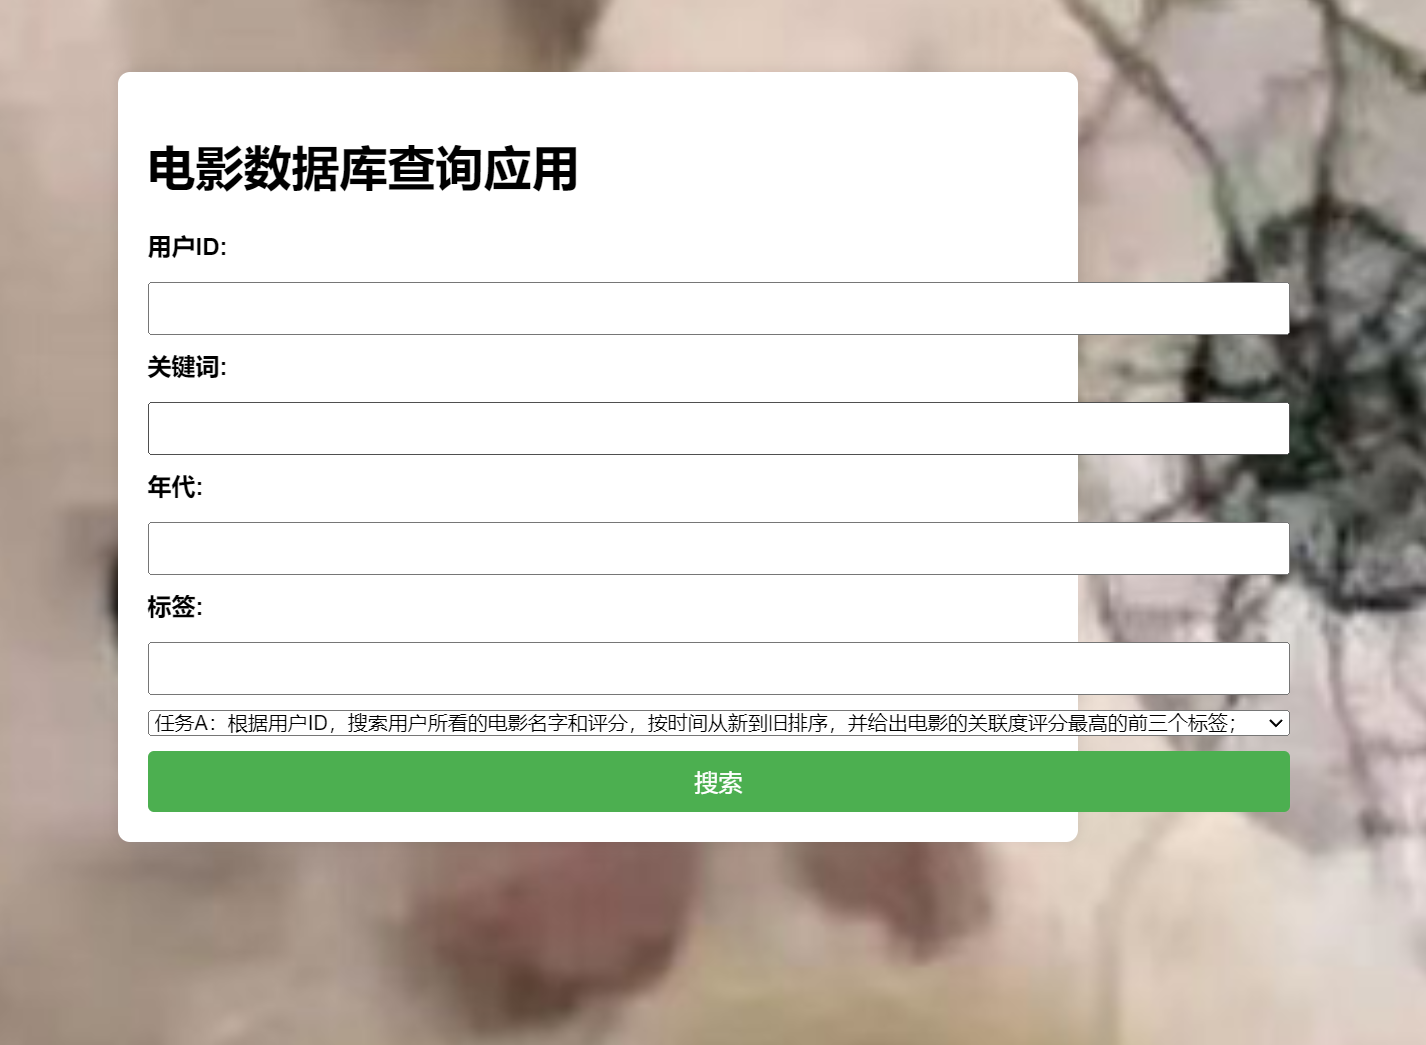 电影数据库查询应用
用户ID:
关键词:
年代:
标签:
任务A：根据用户ID，搜索用户所看的电影名字和评分，按时间从新到旧排序，并给出电影的关联度评分最高的前三个标签；
搜索